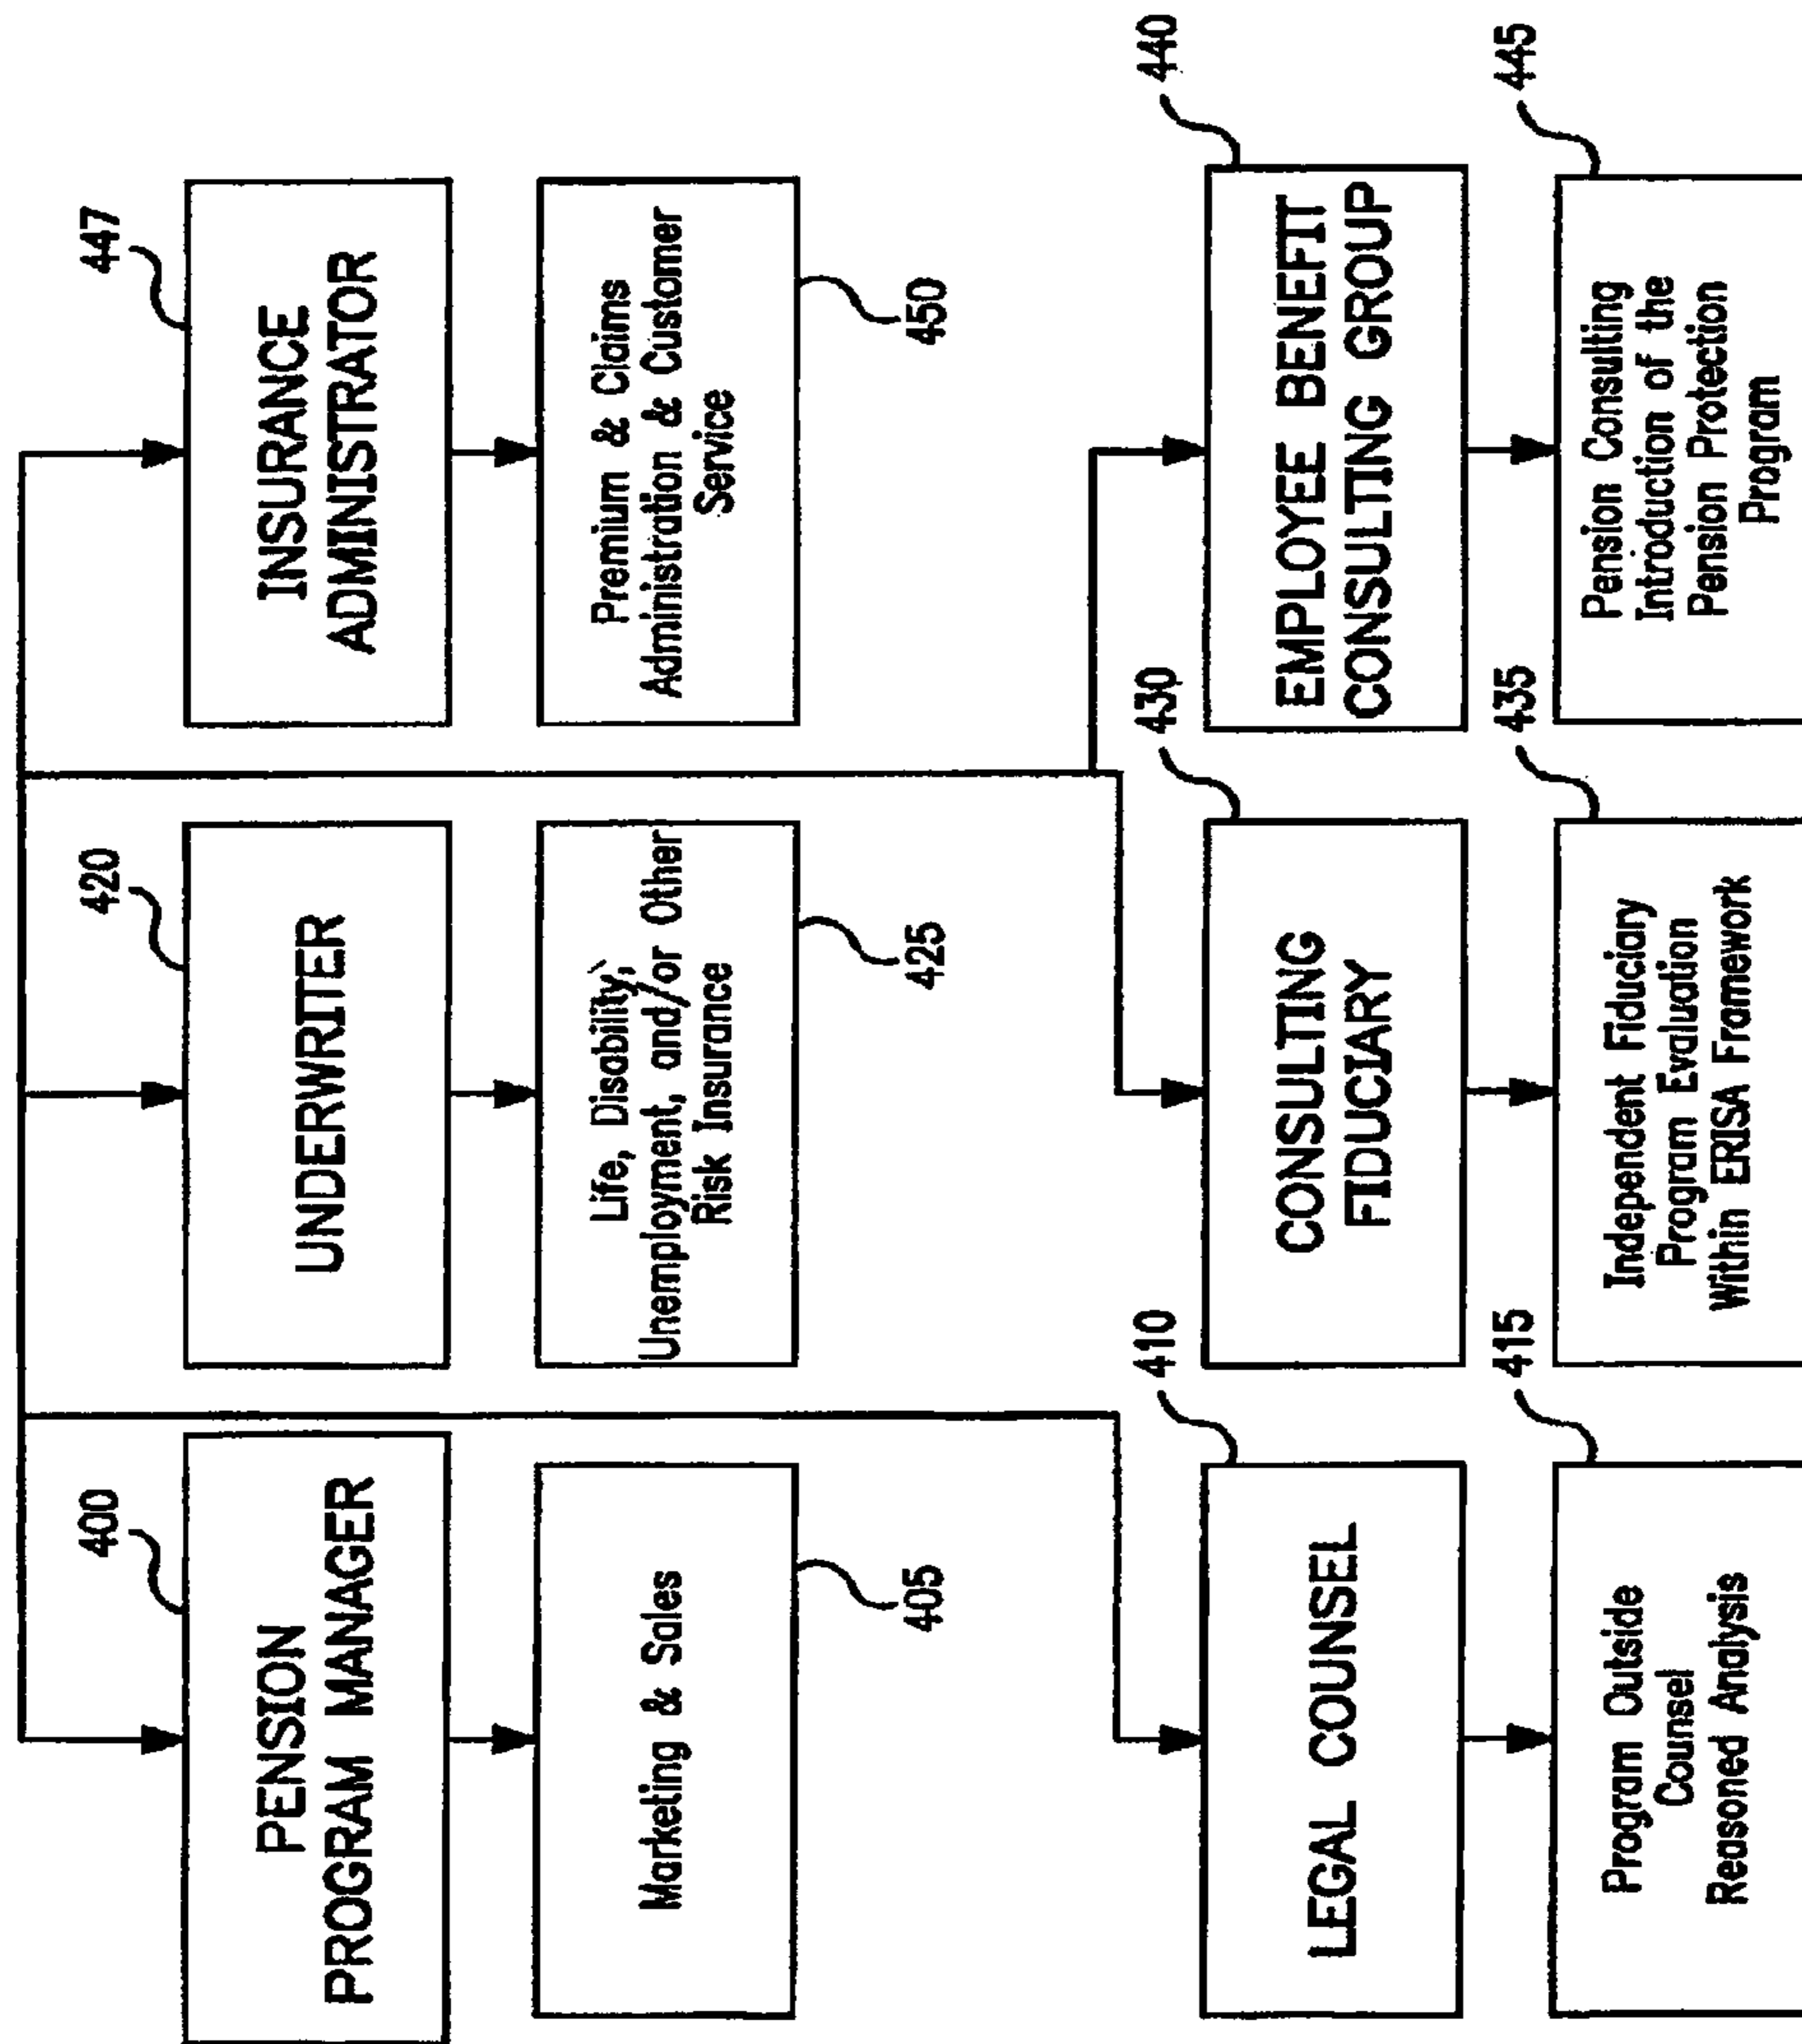 400
PENSION
PROGRAM MANAGER
Marketing & Sales
405
420
UNDERWRITER
Life, Disability,
Unemployment, and/or Other
Risk Insurance
425
447
INSURANCE
ADMINISTRATOR
Premium & Claims
Administration & Customer
Service
450
410
LEGAL COUNSEL
415
Program Outside
Counsel
Reasoned Analysis
430
CONSULTING
FIDUCIARY
435
Independent Fiduciary
Program Evaluation
Within ERISA Framework
440
EMPLOYEE BENEFIT
CONSULTING GROUP
445
Pension Consulting
Introduction of the
Pension Protection
Program